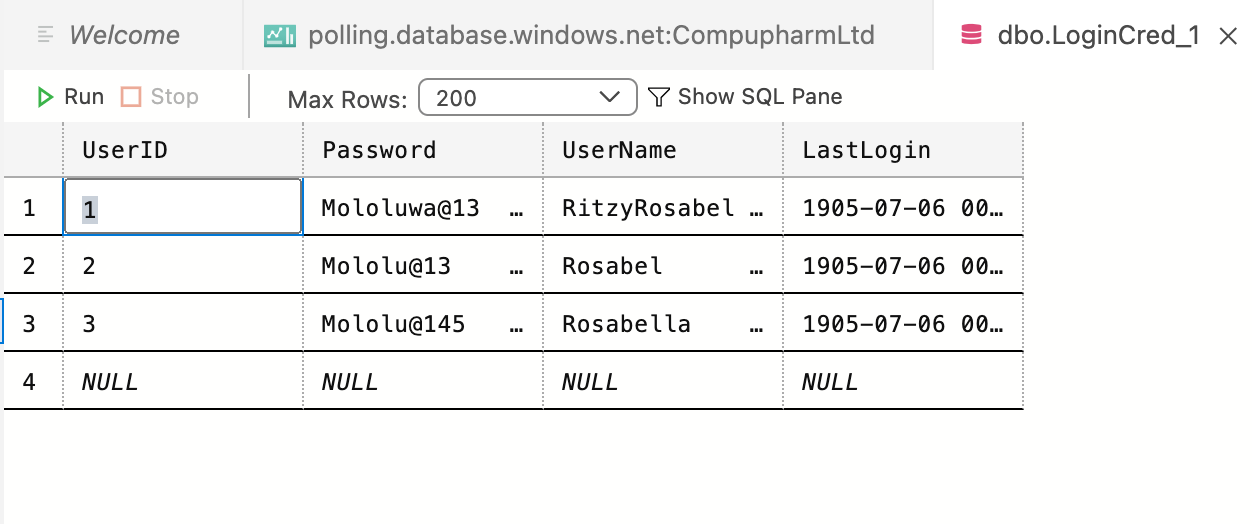 Welcome polling.database.windows.net:CompupharmLtd dbo.LoginCred_1
Run Stop Max Rows: 200 Show SQL Pane
UserID Password UserName LastLogin
1 1 Mololuwa@13 … RitzyRosabel … 1905-07-06 00…
2 2 Mololu@13 … Rosabel … 1905-07-06 00…
3 3 Mololu@145 … Rosabella … 1905-07-06 00…
4 NULL NULL NULL NULL